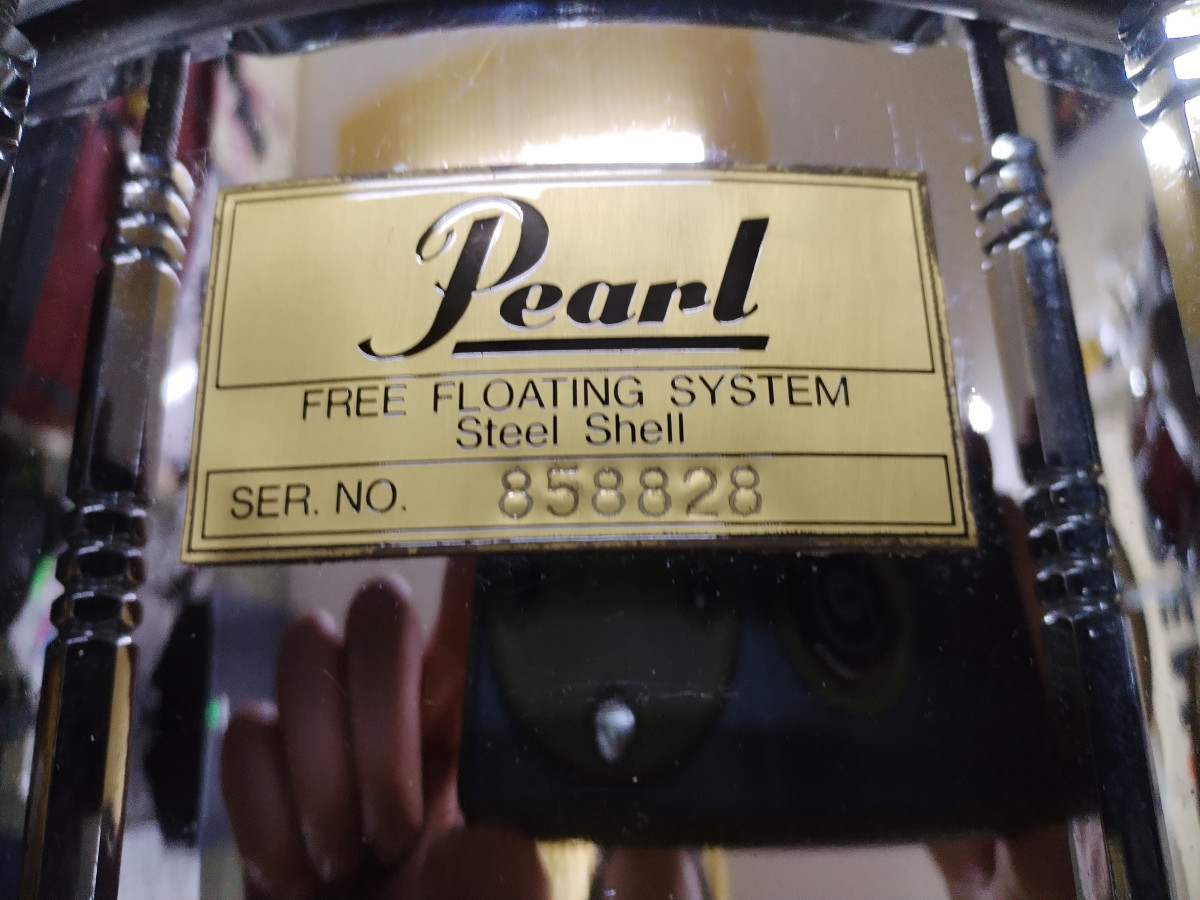 Pearl
FREE FLOATING SYSTEM
Steel Shell
SER. NO. 858828